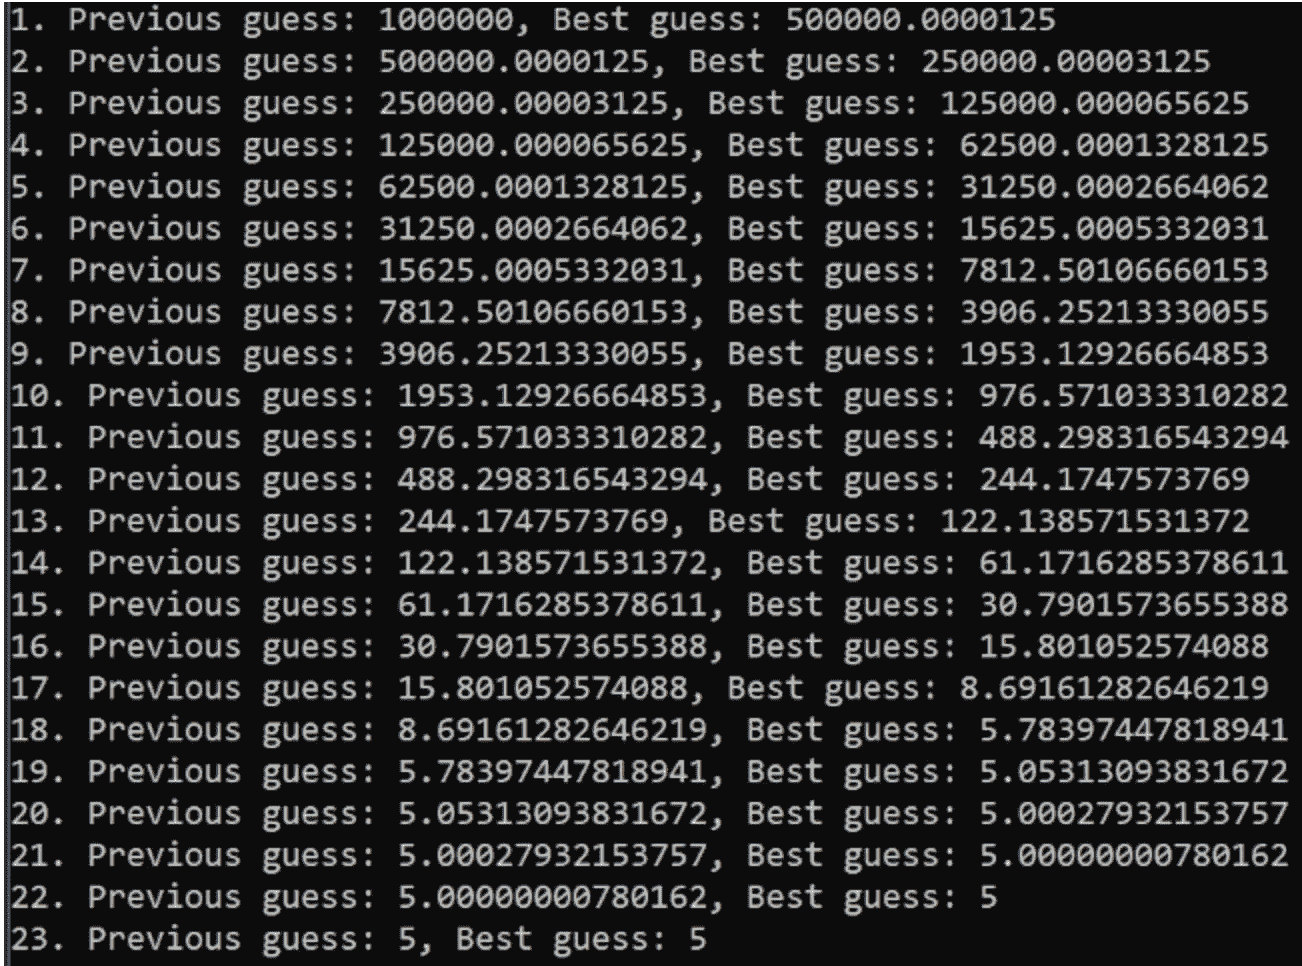 1. Previous guess: 1000000, Best guess: 500000.0000125
2. Previous guess: 500000.0000125, Best guess: 250000.00003125
3. Previous guess: 250000.00003125, Best guess: 125000.000065625
4. Previous guess: 125000.000065625, Best guess: 62500.0001328125
5. Previous guess: 62500.0001328125, Best guess: 31250.0002664062
6. Previous guess: 31250.0002664062, Best guess: 15625.0005332031
7. Previous guess: 15625.0005332031, Best guess: 7812.50106660153
8. Previous guess: 7812.50106660153, Best guess: 3906.25213330055
9. Previous guess: 3906.25213330055, Best guess: 1953.12926664853
10. Previous guess: 1953.12926664853, Best guess: 976.571033310282
11. Previous guess: 976.571033310282, Best guess: 488.298316543294
12. Previous guess: 488.298316543294, Best guess: 244.1747573769
13. Previous guess: 244.1747573769, Best guess: 122.138571531372
14. Previous guess: 122.138571531372, Best guess: 61.1716285378611
15. Previous guess: 61.1716285378611, Best guess: 30.7901573655388
16. Previous guess: 30.7901573655388, Best guess: 15.801052574088
17. Previous guess: 15.801052574088, Best guess: 8.69161282646219
18. Previous guess: 8.69161282646219, Best guess: 5.78397447818941
19. Previous guess: 5.78397447818941, Best guess: 5.05313093831672
20. Previous guess: 5.05313093831672, Best guess: 5.00027932153757
21. Previous guess: 5.00027932153757, Best guess: 5.00000000780162
22. Previous guess: 5.00000000780162, Best guess: 5
23. Previous guess: 5, Best guess: 5